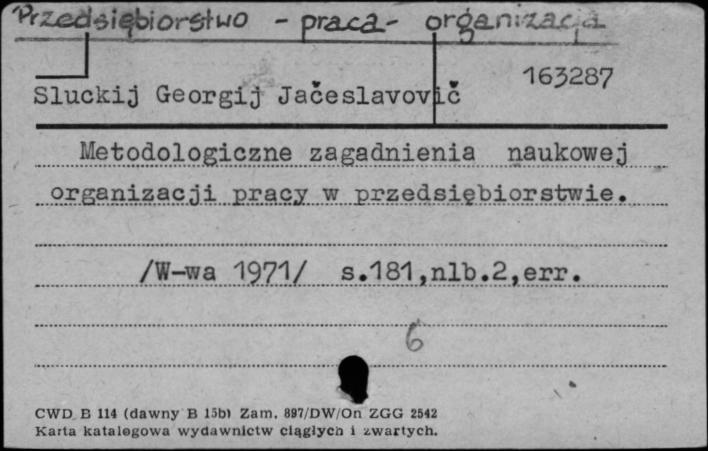 Przedsiębiorstwo - praca - organizacja
163287
Sluckij Georgij Jačeslavovič
Metodologiczne zagadnienia naukowej
organizacji pracy w przedsiębiorstwie.
/W-wa 1971/ s.181,nlb.2,err.
6
CWD B 114 (dawny B 15b) Zam. 897/DW/On ZGG 2542
Karta katalogowa wydawnictw ciągłych i zwartych.